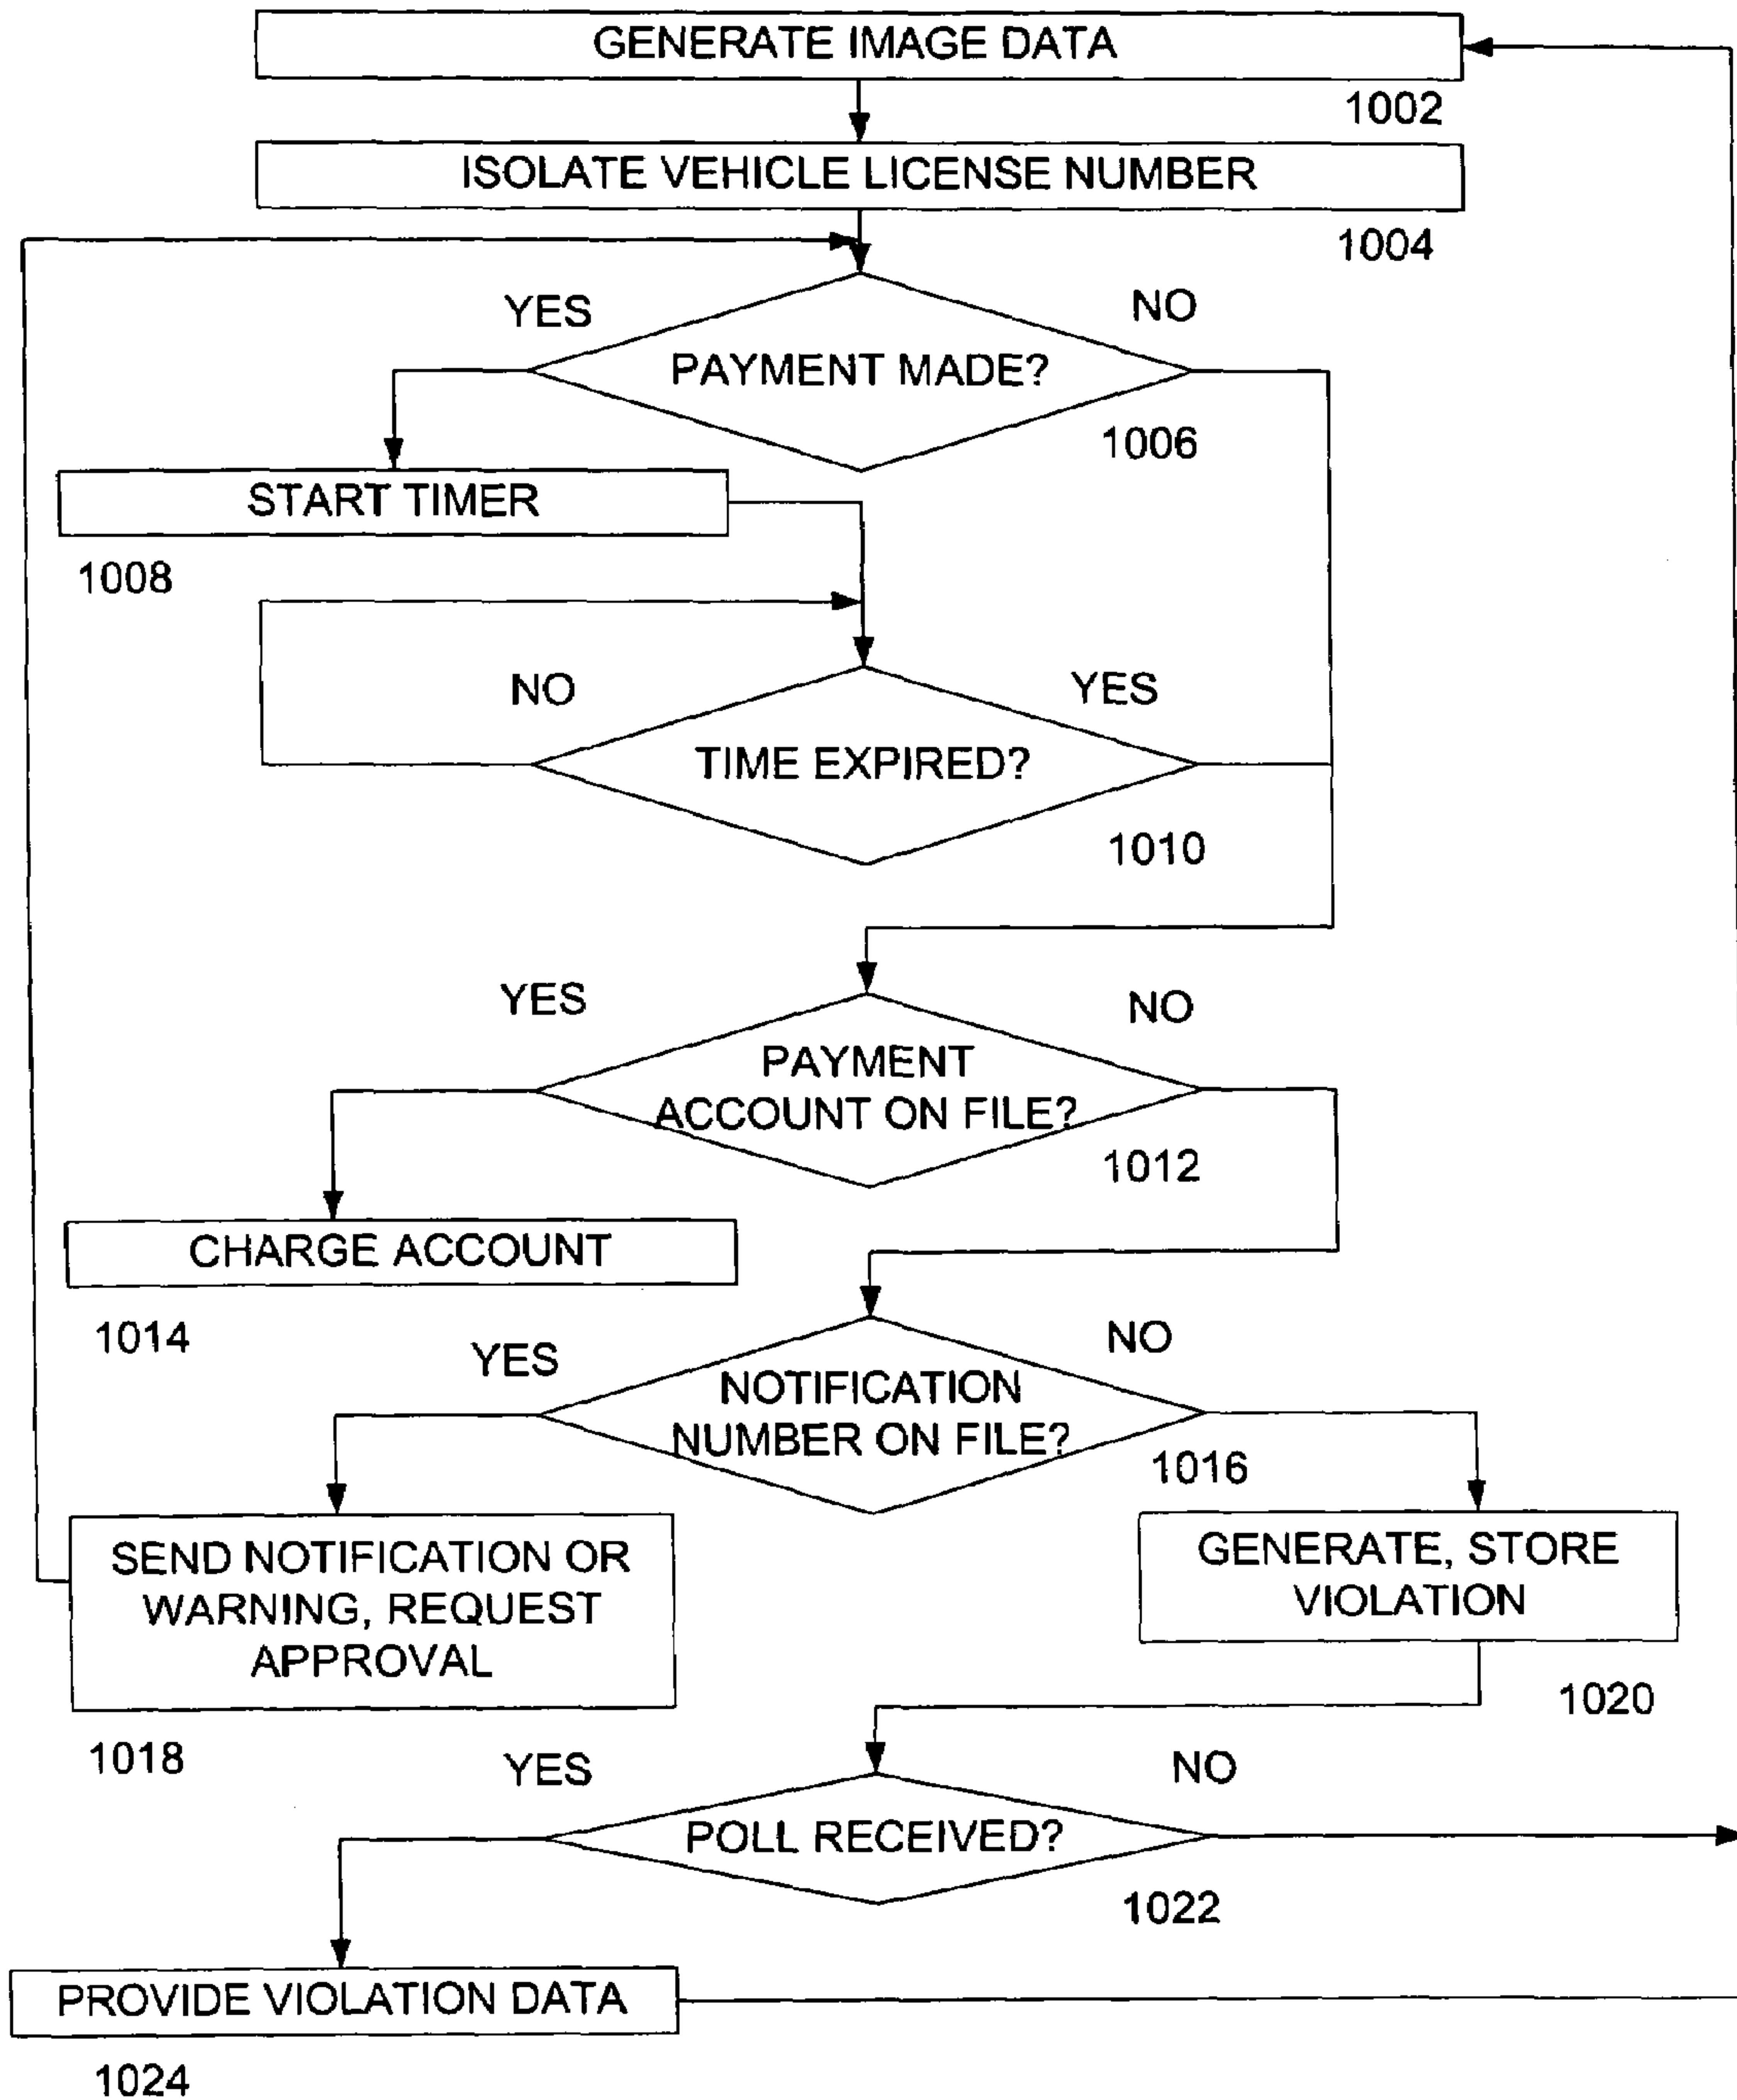 GENERATE IMAGE DATA
1002
ISOLATE VEHICLE LICENSE NUMBER
1004
YES
NO
PAYMENT MADE?
1006
START TIMER
1008
NO
YES
TIME EXPIRED?
1010
YES
NO
PAYMENT
ACCOUNT ON FILE?
1012
CHARGE ACCOUNT
1014
YES
NO
NOTIFICATION
NUMBER ON FILE?
1016
SEND NOTIFICATION OR
WARNING, REQUEST
APPROVAL
1018
GENERATE, STORE
VIOLATION
1020
YES
NO
POLL RECEIVED?
1022
PROVIDE VIOLATION DATA
1024